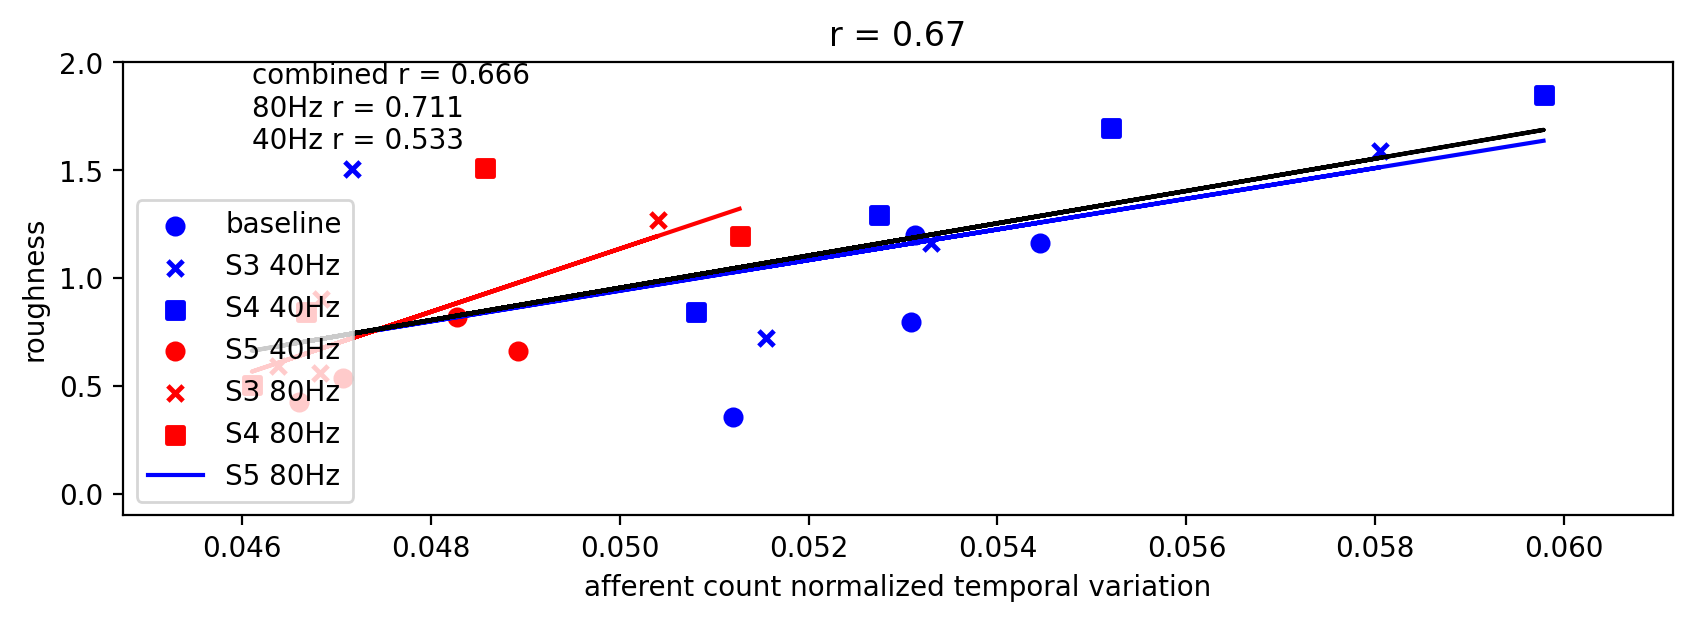 r = 0.67
combined r = 0.666
80Hz r = 0.711
40Hz r = 0.533
2.0
1.5
1.0
0.5
0.0
roughness
baseline
S3 40Hz
S4 40Hz
S5 40Hz
S3 80Hz
S4 80Hz
S5 80Hz
0.046 0.048 0.050 0.052 0.054 0.056 0.058 0.060
afferent count normalized temporal variation